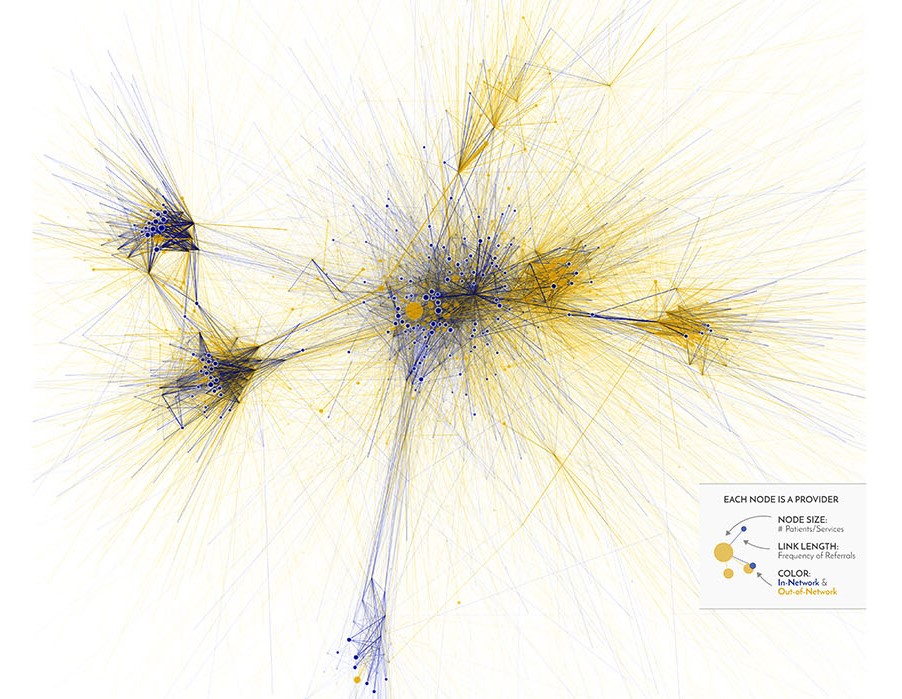 EACH NODE IS A PROVIDER
NODE SIZE:
# Patients/Services
LINK LENGTH:
Frequency of Referrals
COLOR:
In-Network &
Out-of-Network